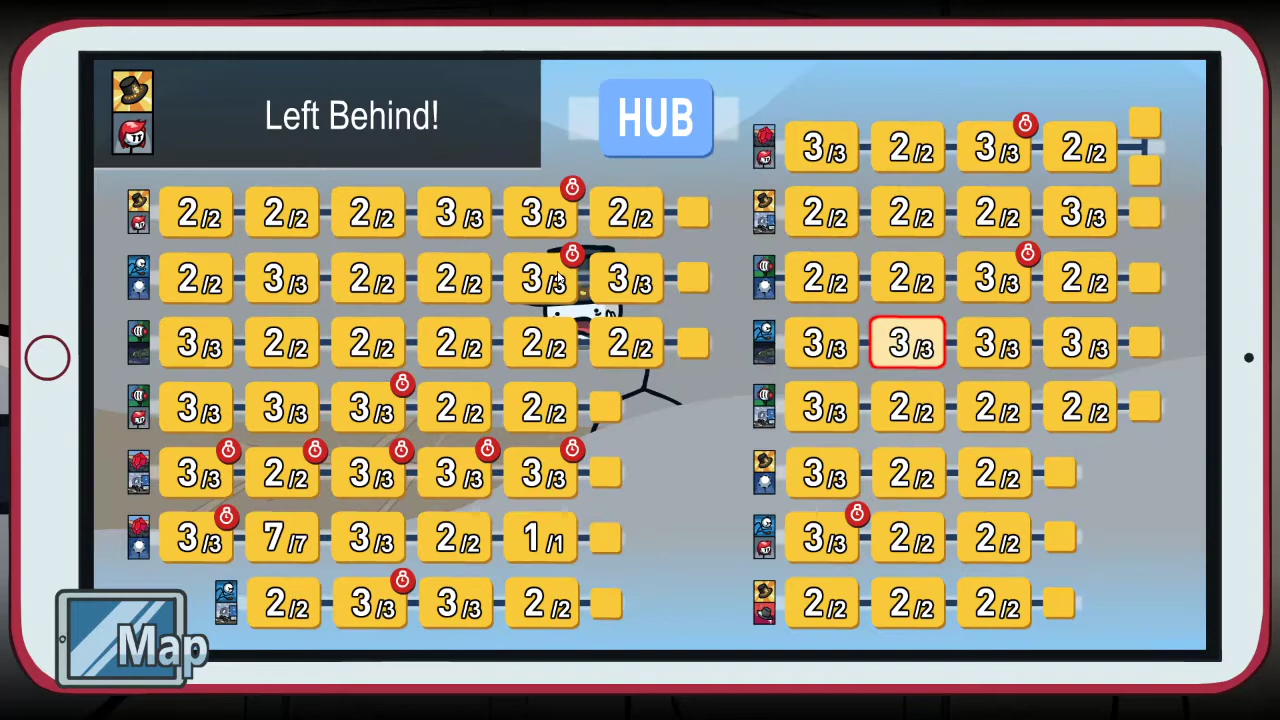 Left Behind!
HUB
2/2 2/2 2/2 3/3 3/3 2/2
2/2 3/3 2/2 2/2 3/3 3/3
3/3 2/2 2/2 2/2 2/2 2/2
3/3 3/3 3/3 2/2 2/2
3/3 2/2 3/3 3/3 3/3
3/3 7/7 3/3 2/2 1/1
2/2 3/3 3/3 2/2
3/3 2/2 3/3 2/2
2/2 2/2 2/2 3/3
2/2 2/2 3/3 2/2
3/3 3/3 3/3 3/3
3/3 2/2 2/2 2/2
3/3 2/2 2/2
3/3 2/2 2/2
2/2 2/2 2/2
Map